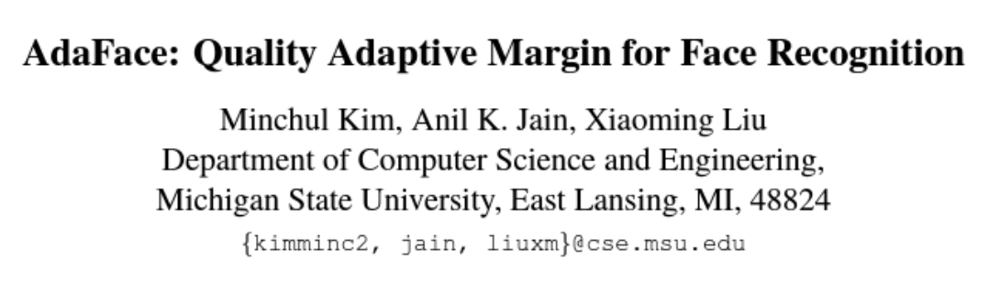 AdaFace: Quality Adaptive Margin for Face Recognition
Minchul Kim, Anil K. Jain, Xiaoming Liu
Department of Computer Science and Engineering,
Michigan State University, East Lansing, MI, 48824
{kimminc2, jain, liuxm}@cse.msu.edu